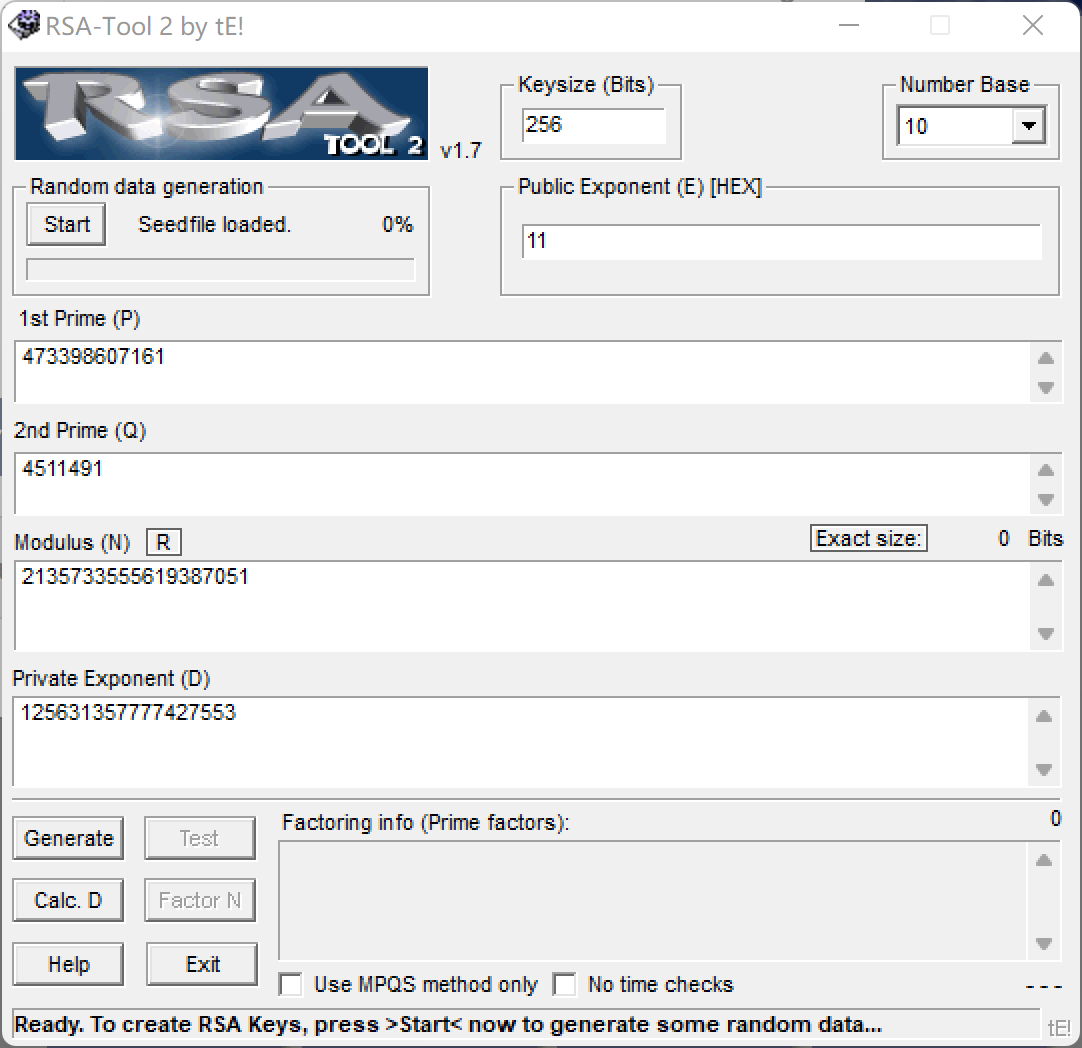 RSA-Tool 2 by tE!
RSA
TOOL 2
v1.7
Keysize (Bits)
256
Number Base
10
Random data generation
Start Seedfile loaded. 0%
Public Exponent (E) [HEX]
11
1st Prime (P)
473398607161
2nd Prime (Q)
4511491
Modulus (N) R Exact size: 0 Bits
2135733555619387051
Private Exponent (D)
125631357777427553
Generate Test
Calc. D Factor N
Help Exit
Factoring info (Prime factors): 0
Use MPQS method only No time checks ---
Ready. To create RSA Keys, press >Start< now to generate some random data... tE!